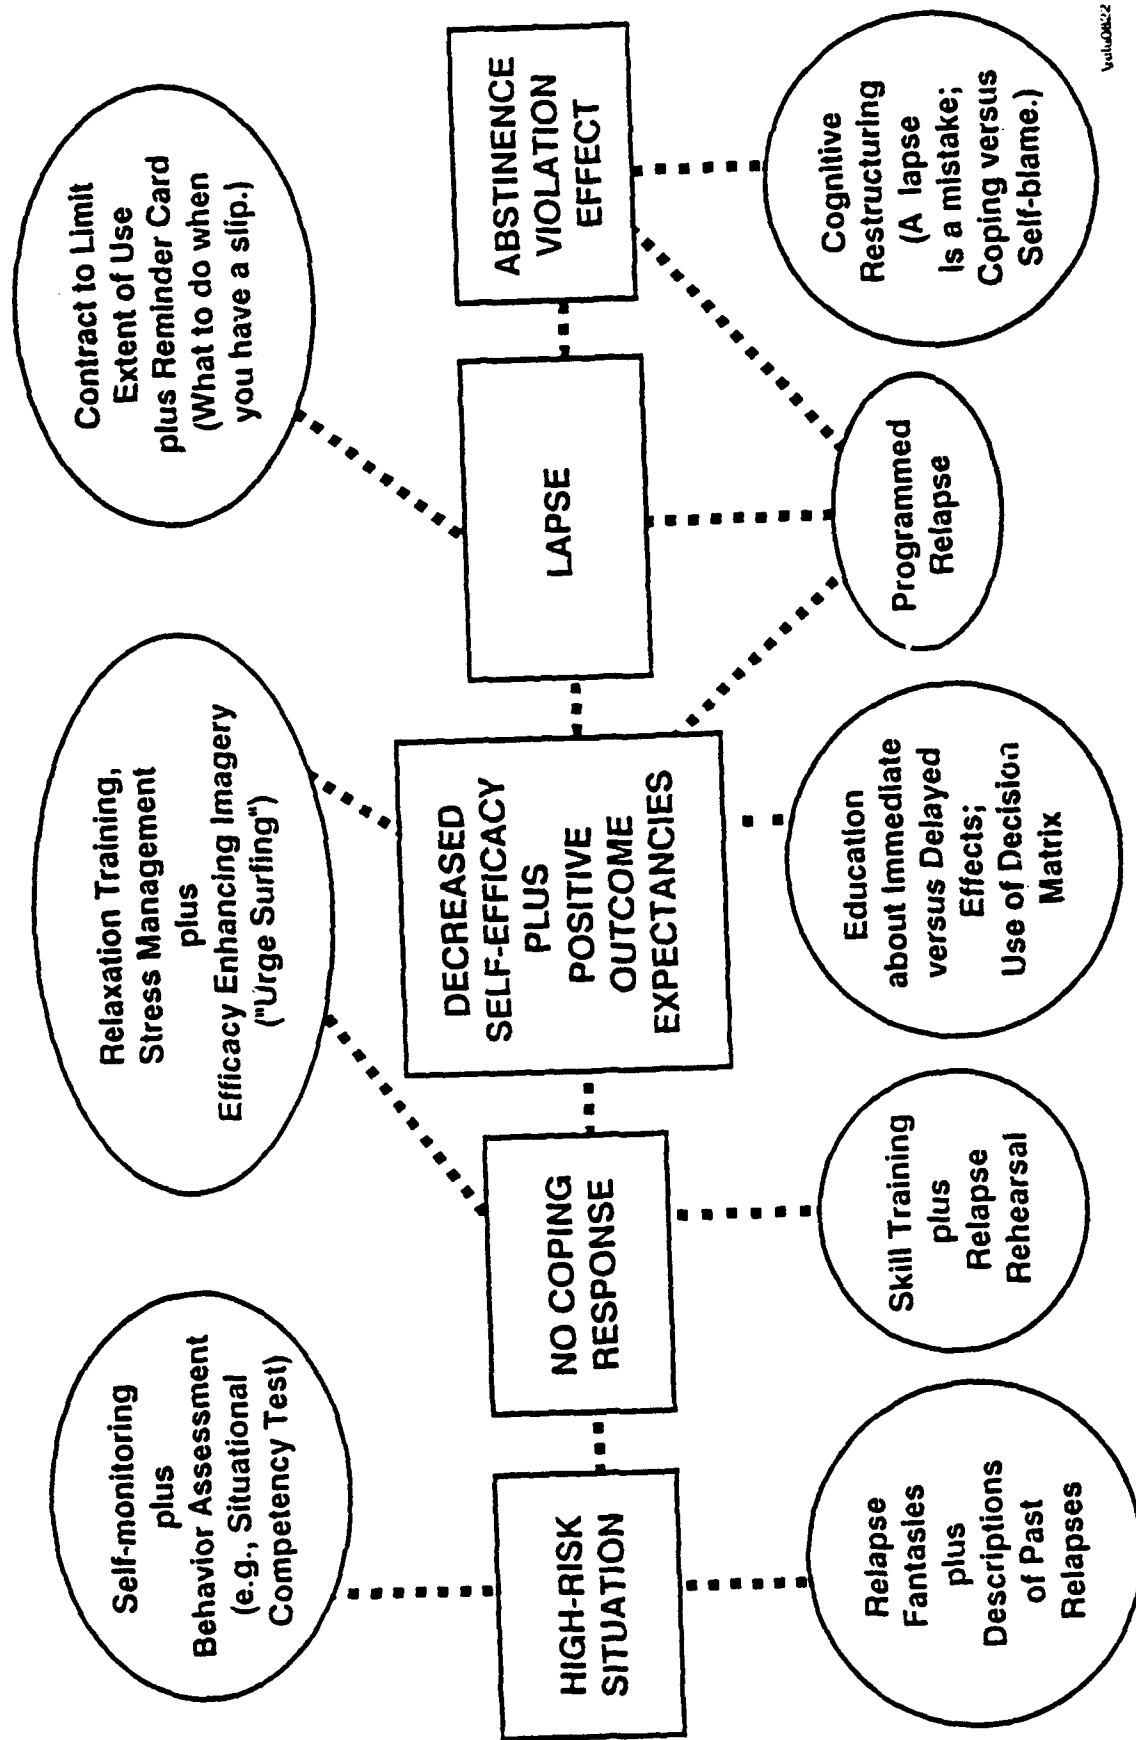 Self-monitoring
plus
Behavior Assessment
(e.g., Situational
Competency Test)
Relaxation Training,
Stress Management
plus
Efficacy Enhancing Imagery
("Urge Surfing")
Contract to Limit
Extent of Use
plus Reminder Card
(What to do when
you have a slip.)
HIGH-RISK
SITUATION
NO COPING
RESPONSE
DECREASED
SELF-EFFICACY
PLUS
POSITIVE
OUTCOME
EXPECTANCIES
LAPSE
ABSTINENCE
VIOLATION
EFFECT
Relapse
Fantasies
plus
Descriptions
of Past
Relapses
Skill Training
plus
Relapse
Rehearsal
Education
about Immediate
versus Delayed
Effects;
Use of Decision
Matrix
Programmed
Relapse
Cognitive
Restructuring
(A lapse
Is a mistake;
Coping versus
Self-blame.)